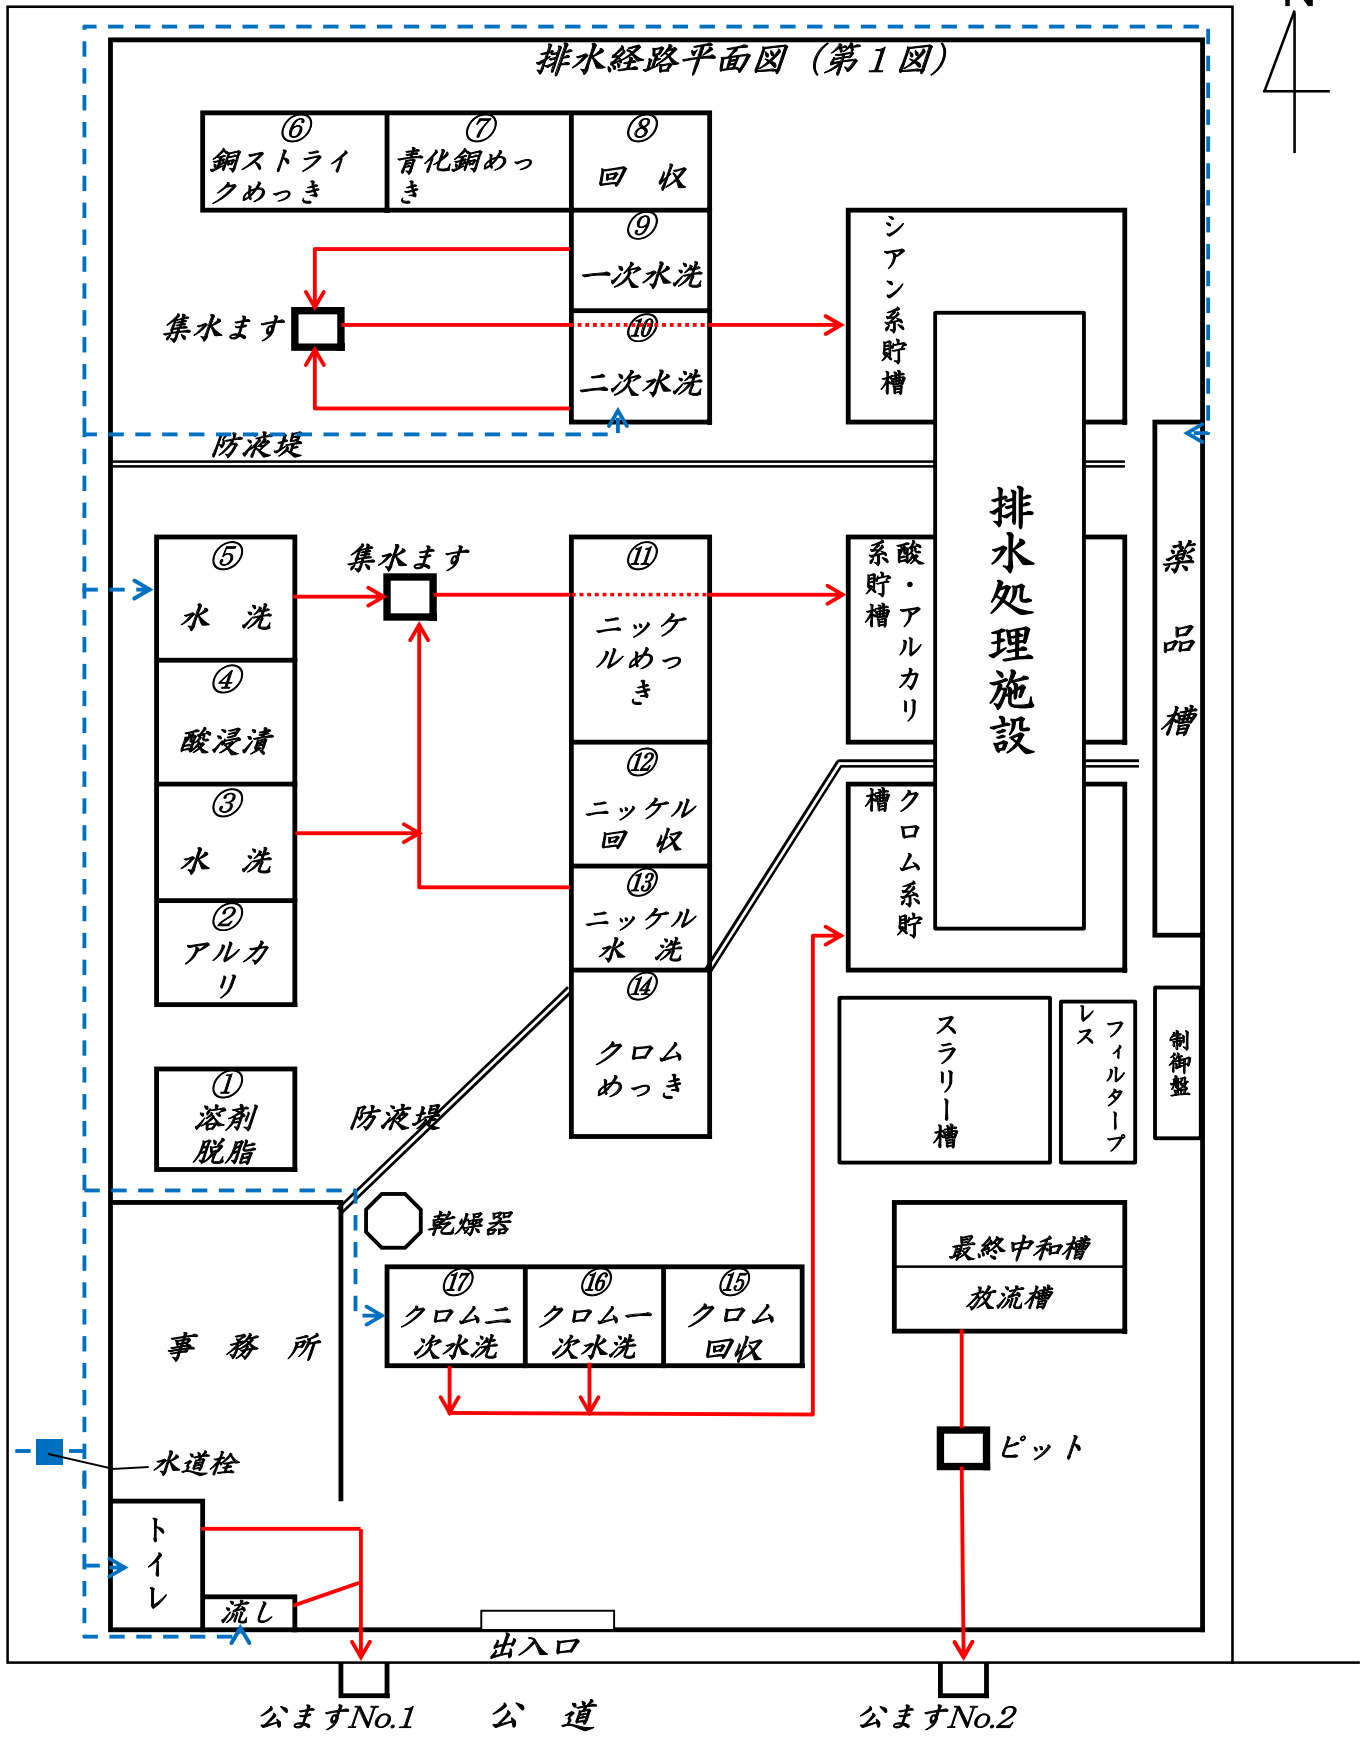 N
排水経路平面図（第１図）
⑥
銅ストライ
クめっき
⑦
青化銅めっ
き
⑧
回　収
⑨
一次水洗
⑩
二次水洗
集水ます
シアン系貯槽
防液堤
排水処理施設
薬品槽
⑤
水　洗
④
酸浸漬
③
水　洗
②
アルカ
リ
集水ます
⑪
ニッケ
ルめっ
き
⑫
ニッケル
回　収
⑬
ニッケル
水　洗
⑭
クロム
めっき
酸・アルカリ
系貯槽
クロム系貯
槽
①
溶剤
脱脂
防液堤
スラリー槽
フィルタープ
レス
制御盤
乾燥器
⑰
クロム二
次水洗
⑯
クロム一
次水洗
⑮
クロム
回収
最終中和槽
放流槽
事　務　所
水道栓
ピット
トイレ
流し
出入口
公ますNo.1
公　道
公ますNo.2